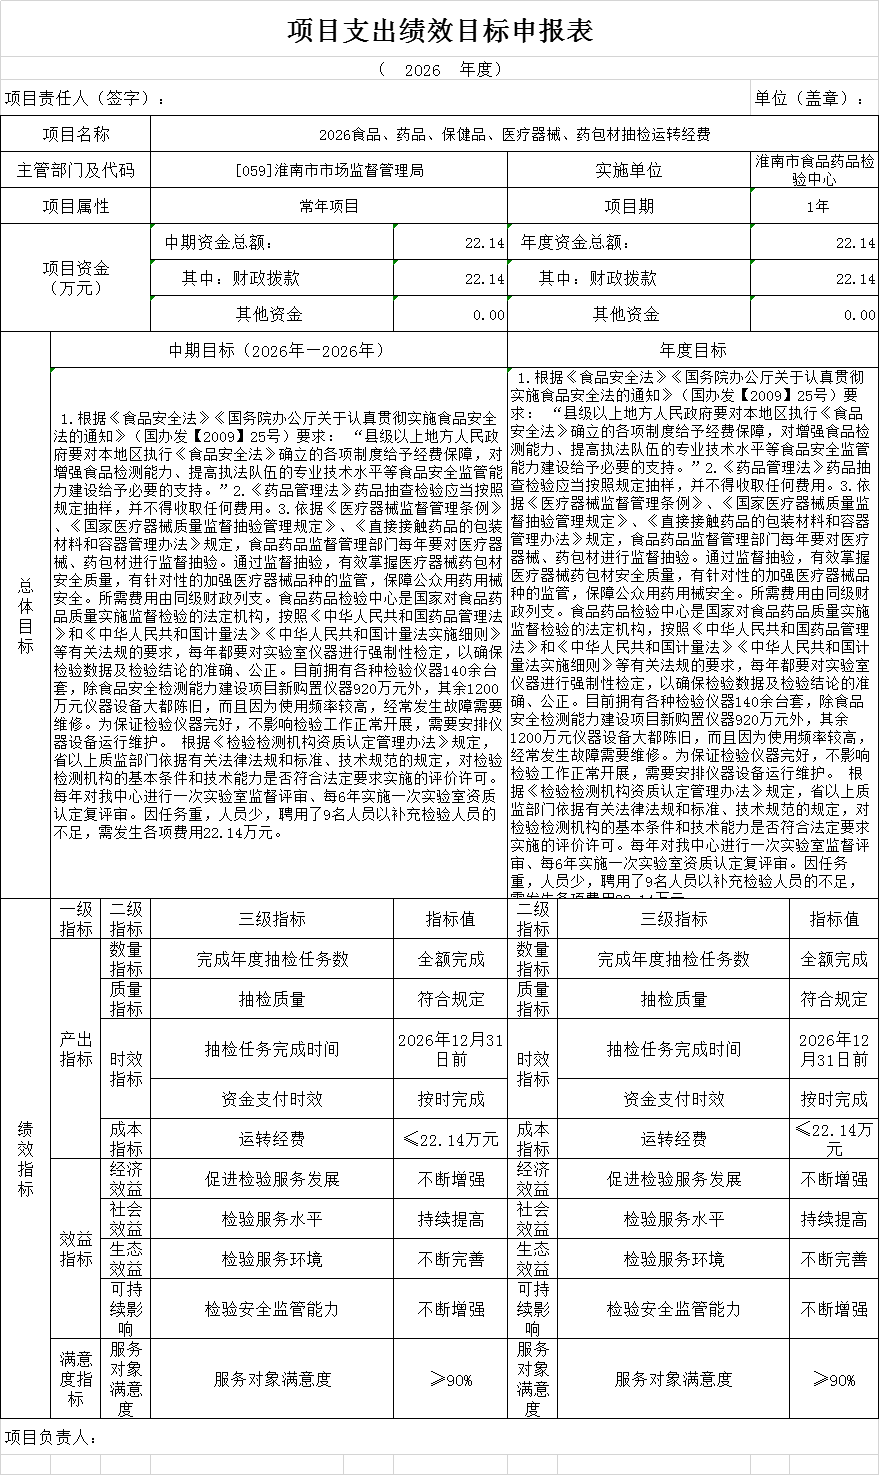 项目支出绩效目标申报表
（ 2026 年度）
项目责任人（签字）： 单位（盖章）：
项目名称 2026食品、药品、保健品、医疗器械、药包材抽检运转经费
主管部门及代码 [059]淮南市市场监督管理局 实施单位 淮南市食品药品检验中心
项目属性 常年项目 项目期 1年
项目资金（万元）
中期资金总额： 22.14 年度资金总额： 22.14
其中：财政拨款 22.14 其中：财政拨款 22.14
其他资金 0.00 其他资金 0.00
总体目标
中期目标（2026年—2026年） 年度目标
1.根据《食品安全法》《国务院办公厅关于认真贯彻实施食品安全
法的通知》（国办发【2009】25号）要求： “县级以上地方人民政
府要对本地区执行《食品安全法》确立的各项制度给予经费保障，对
增强食品检测能力、提高执法队伍的专业技术水平等食品安全监管能
力建设给予必要的支持。”2.《药品管理法》药品抽查检验应当按照
规定抽样，并不得收取任何费用。3.依据《医疗器械监督管理条例》
、《国家医疗器械质量监督抽验管理规定》、《直接接触药品的包装
材料和容器管理办法》规定，食品药品监督管理部门每年要对医疗器
械、药包材进行监督抽验。通过监督抽验，有效掌握医疗器械药包材
安全质量，有针对性的加强医疗器械品种的监管，保障公众用药用械
安全。所需费用由同级财政列支。食品药品检验中心是国家对食品药
品质量实施监督检验的法定机构，按照《中华人民共和国药品管理法
》和《中华人民共和国计量法》《中华人民共和国计量法实施细则》
等有关法规的要求，每年都要对实验室仪器进行强制性检定，以确保
检验数据及检验结论的准确、公正。目前拥有各种检验仪器140余台
套，除食品安全检测能力建设项目新购置仪器920万元外，其余1200
万元仪器设备大都陈旧，而且因为使用频率较高，经常发生故障需要
维修。为保证检验仪器完好，不影响检验工作正常开展，需要安排仪
器设备运行维护。 根据《检验检测机构资质认定管理办法》规定，
省以上质监部门依据有关法律法规和标准、技术规范的规定，对检验
检测机构的基本条件和技术能力是否符合法定要求实施的评价许可。
每年对我中心进行一次实验室监督评审、每6年实施一次实验室资质
认定复评审。因任务重，人员少，聘用了9名人员以补充检验人员的
不足，需发生各项费用22.14万元。
1.根据《食品安全法》《国务院办公厅关于认真贯彻
实施食品安全法的通知》（国办发【2009】25号）要
求： “县级以上地方人民政府要对本地区执行《食品
安全法》确立的各项制度给予经费保障，对增强食品检
测能力、提高执法队伍的专业技术水平等食品安全监管
能力建设给予必要的支持。”2.《药品管理法》药品抽
查检验应当按照规定抽样，并不得收取任何费用。3.依
据《医疗器械监督管理条例》、《国家医疗器械质量监
督抽验管理规定》、《直接接触药品的包装材料和容器
管理办法》规定，食品药品监督管理部门每年要对医疗
器械、药包材进行监督抽验。通过监督抽验，有效掌握
医疗器械药包材安全质量，有针对性的加强医疗器械品
种的监管，保障公众用药用械安全。所需费用由同级财
政列支。食品药品检验中心是国家对食品药品质量实施
监督检验的法定机构，按照《中华人民共和国药品管理
法》和《中华人民共和国计量法》《中华人民共和国计
量法实施细则》等有关法规的要求，每年都要对实验室
仪器进行强制性检定，以确保检验数据及检验结论的准
确、公正。目前拥有各种检验仪器140余台套，除食品
安全检测能力建设项目新购置仪器920万元外，其余
1200万元仪器设备大都陈旧，而且因为使用频率较高，
经常发生故障需要维修。为保证检验仪器完好，不影响
检验工作正常开展，需要安排仪器设备运行维护。 根
据《检验检测机构资质认定管理办法》规定，省以上质
监部门依据有关法律法规和标准、技术规范的规定，对
检验检测机构的基本条件和技术能力是否符合法定要求
实施的评价许可。每年对我中心进行一次实验室监督评
审、每6年实施一次实验室资质认定复评审。因任务
重，人员少，聘用了9名人员以补充检验人员的不足，
需发生各项费用22.14万元
绩效指标
一级指标 二级指标 三级指标 指标值 二级指标 三级指标 指标值
产出指标
数量指标 完成年度抽检任务数 全额完成 数量指标 完成年度抽检任务数 全额完成
质量指标 抽检质量 符合规定 质量指标 抽检质量 符合规定
时效指标 抽检任务完成时间 2026年12月31日前 时效指标 抽检任务完成时间 2026年12月31日前
资金支付时效 按时完成 资金支付时效 按时完成
成本指标 运转经费 ≤22.14万元 成本指标 运转经费 ≤22.14万元
效益指标
经济效益 促进检验服务发展 不断增强 经济效益 促进检验服务发展 不断增强
社会效益 检验服务水平 持续提高 社会效益 检验服务水平 持续提高
生态效益 检验服务环境 不断完善 生态效益 检验服务环境 不断完善
可持续影响 检验安全监管能力 不断增强 可持续影响 检验安全监管能力 不断增强
满意度指标 服务对象满意度 服务对象满意度 ≥90% 服务对象满意度 服务对象满意度 ≥90%
项目负责人：